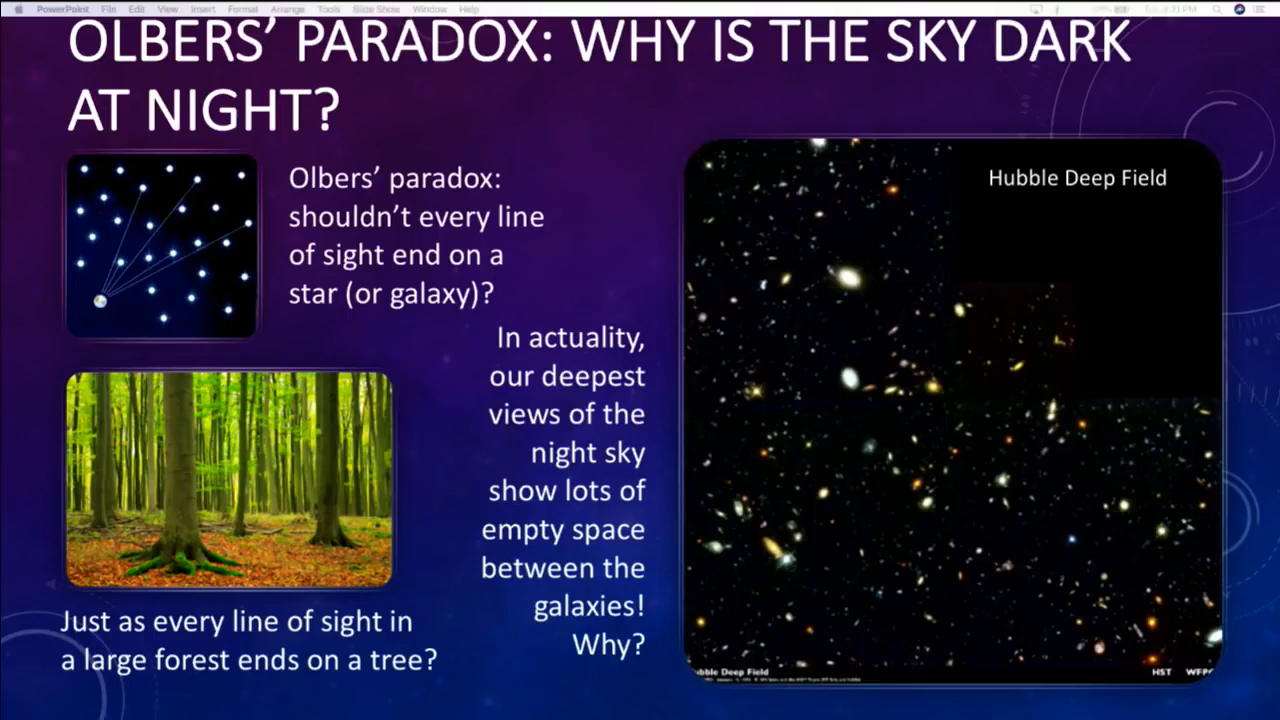 PowerPoint File Edit View Insert Format Arrange Tools Slide Show Window Help
OLBERS’ PARADOX: WHY IS THE SKY DARK
AT NIGHT?
Olbers’ paradox:
shouldn’t every line
of sight end on a
star (or galaxy)?
Hubble Deep Field
In actuality,
our deepest
views of the
night sky
show lots of
empty space
between the
galaxies!
Why?
Just as every line of sight in
a large forest ends on a tree?
Deep Field
HST